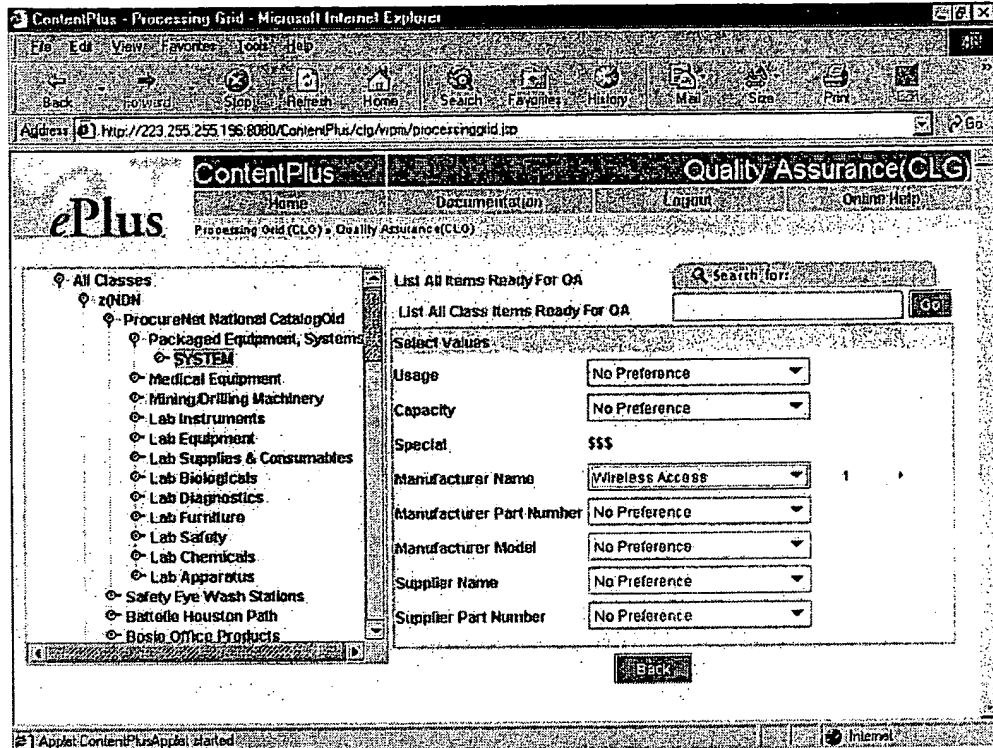 ContentPlus - Processing Grid - Microsoft Internet Explorer
File Edit View Favorites Tools Help
Back Forward Stop Refresh Home Search Favorites History Mail Size Print
Address http://223.255.255.196:8080/ContentPlus/clg/vvpm/processinggrid.jsp Go
ePlus
ContentPlus Quality Assurance(CLG)
Home Documentation Logout Online Help
Processing Grid(CLG) > Quality Assurance(CLG)
All Classes
z(NDN
ProcureNet National CatalogOld
Packaged Equipment, Systems
SYSTEM
Medical Equipment
Mining/Drilling Machinery
Lab Instruments
Lab Equipment
Lab Supplies & Consumables
Lab Biologicals
Lab Diagnostics
Lab Furniture
Lab Safety
Lab Chemicals
Lab Apparatus
Safety Eye Wash Stations
Battelle Houston Path
Bosio Office Products
List All Items Ready For QA
Search for:
List All Class Items Ready For QA
Go!
Select Values
Usage No Preference
Capacity No Preference
Special $$$
Manufacturer Name Wireless Access 1
Manufacturer Part Number No Preference
Manufacturer Model No Preference
Supplier Name No Preference
Supplier Part Number No Preference
Back
Applet ContentPlusApplet started
Internet